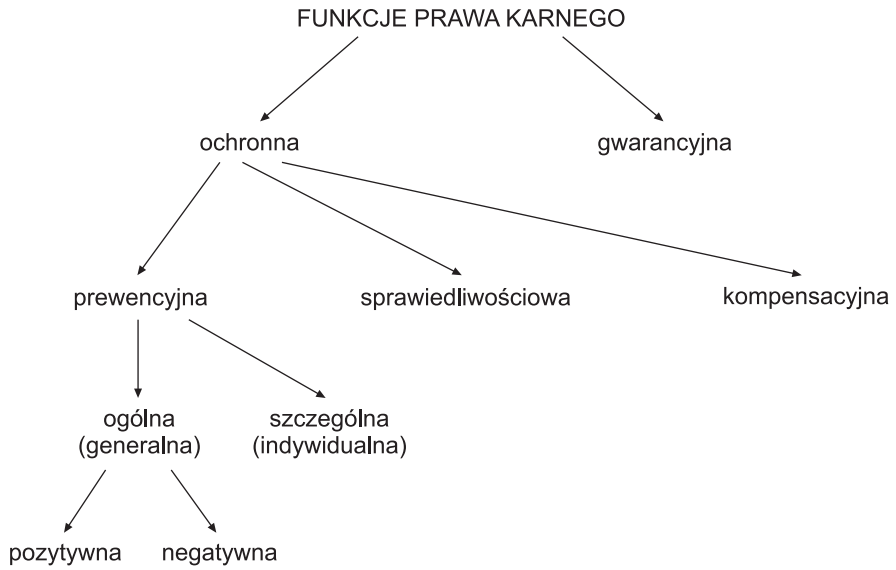 FUNKCJE PRAWA KARNEGO
ochronna
gwarancyjna
prewencyjna
sprawiedliwościowa
kompensacyjna
ogólna
(generalna)
szczególna
(indywidualna)
pozytywna
negatywna